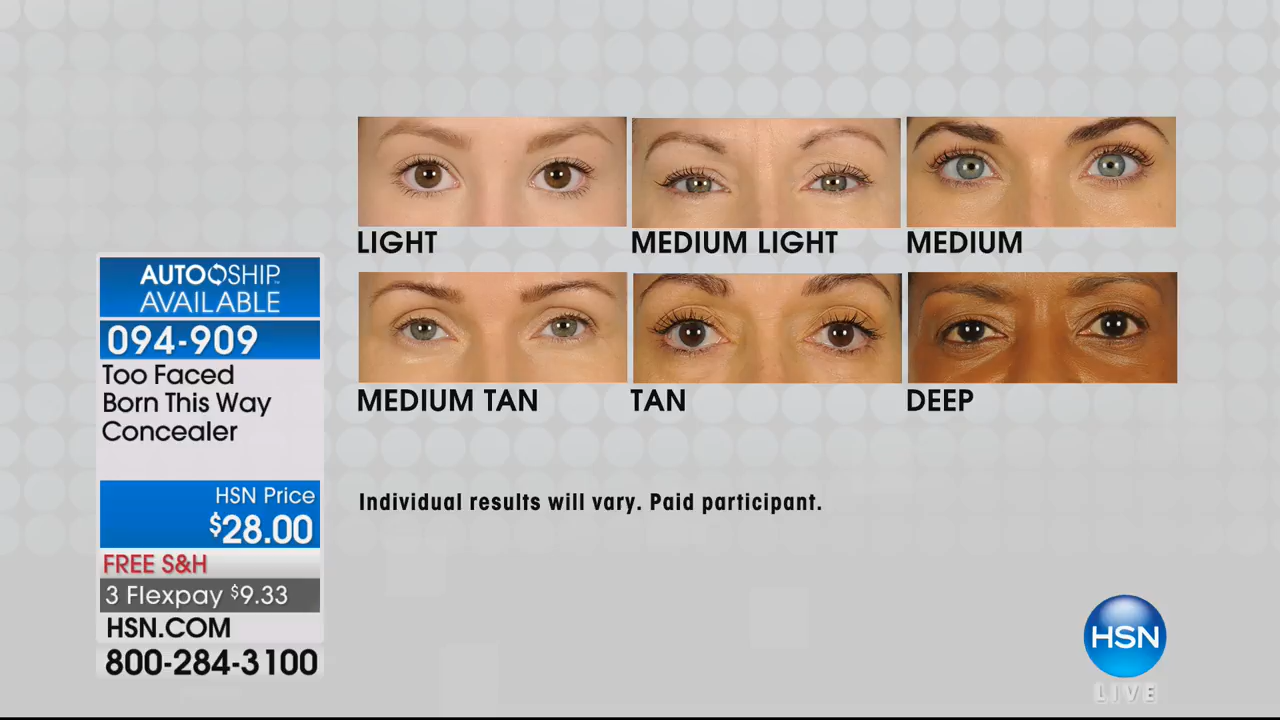 LIGHT
MEDIUM LIGHT
MEDIUM
MEDIUM TAN
TAN
DEEP
Individual results will vary. Paid participant.
AUTO SHIP™
AVAILABLE
094-909
Too Faced
Born This Way
Concealer
HSN Price
$28.00
FREE S&H
3 Flexpay $9.33
HSN.COM
800-284-3100
HSN
LIVE